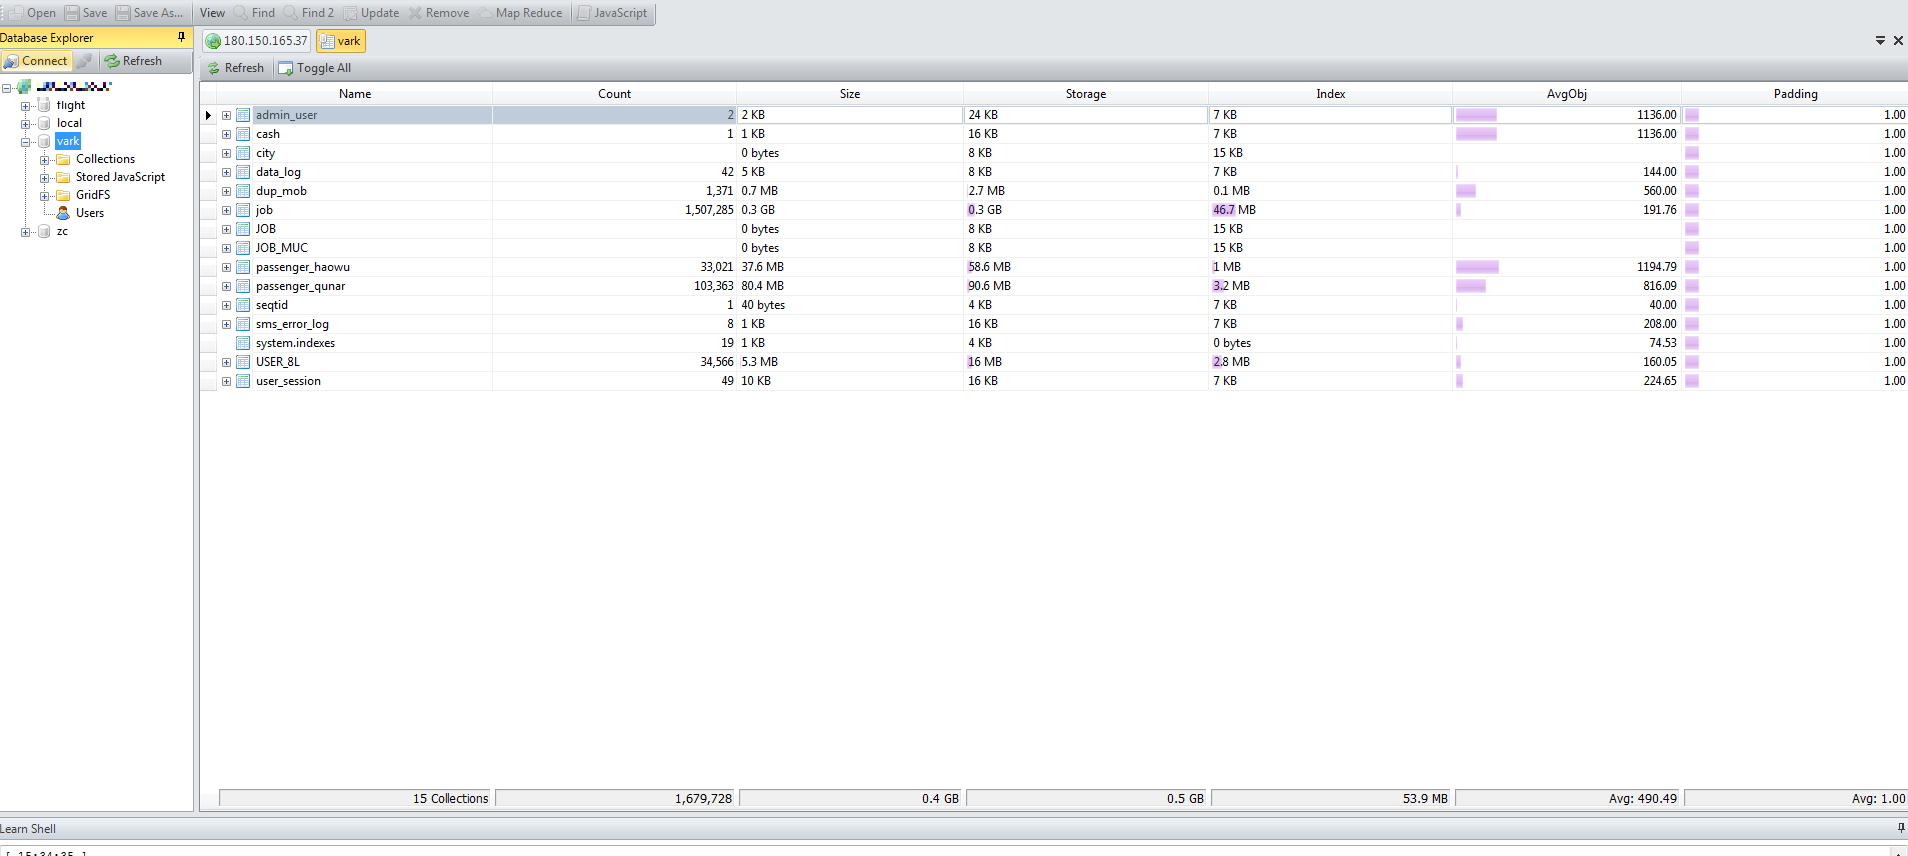 Open Save Save As... View Find Find 2 Update Remove Map Reduce JavaScript
Database Explorer
Connect Refresh
flight
local
vark
Collections
Stored JavaScript
GridFS
Users
zc
180.150.165.37 vark
Refresh Toggle All
Name Count Size Storage Index AvgObj Padding
admin_user 2 2 KB 24 KB 7 KB 1136.00 1.00
cash 1 1 KB 16 KB 7 KB 1136.00 1.00
city 0 bytes 8 KB 15 KB 1.00
data_log 42 5 KB 8 KB 7 KB 144.00 1.00
dup_mob 1,371 0.7 MB 2.7 MB 0.1 MB 560.00 1.00
job 1,507,285 0.3 GB 0.3 GB 46.7 MB 191.76 1.00
JOB 0 bytes 8 KB 15 KB 1.00
JOB_MUC 0 bytes 8 KB 15 KB 1.00
passenger_haowu 33,021 37.6 MB 58.6 MB 1 MB 1194.79 1.00
passenger_qunar 103,363 80.4 MB 90.6 MB 3.2 MB 816.09 1.00
seqtid 1 40 bytes 4 KB 7 KB 40.00 1.00
sms_error_log 8 1 KB 16 KB 7 KB 208.00 1.00
system.indexes 19 1 KB 4 KB 0 bytes 74.53 1.00
USER_8L 34,566 5.3 MB 16 MB 2.8 MB 160.05 1.00
user_session 49 10 KB 16 KB 7 KB 224.65 1.00
15 Collections 1,679,728 0.4 GB 0.5 GB 53.9 MB Avg: 490.49 Avg: 1.00
Learn Shell
[ 15:34:35 ]